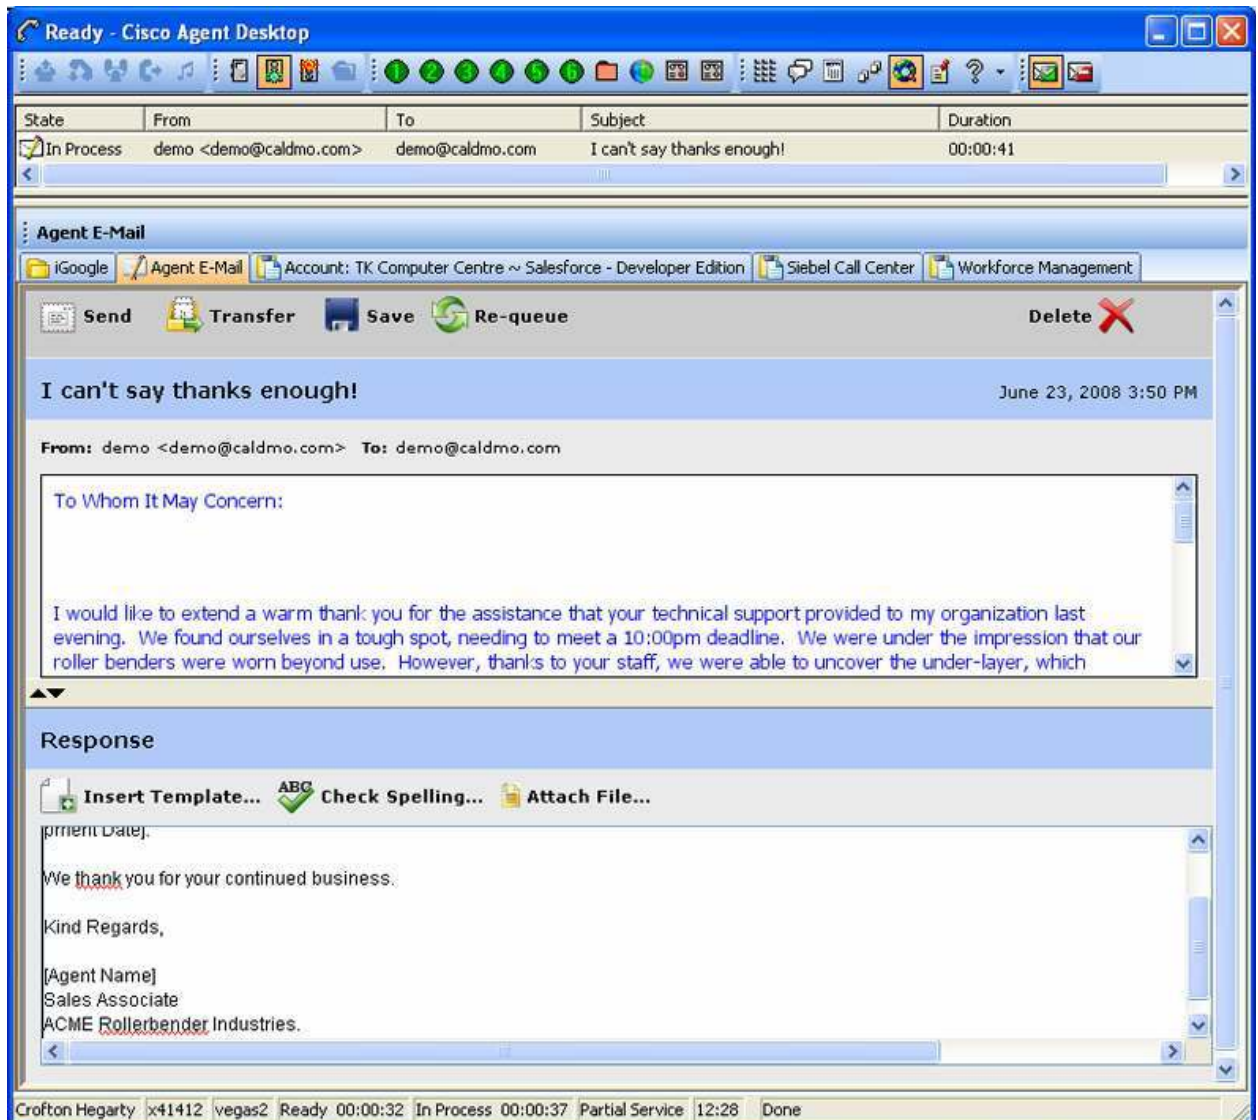 Ready - Cisco Agent Desktop
1 2 3 4 5 6 ?
State From To Subject Duration
In Process demo <demo@caldmo.com> demo@caldmo.com I can't say thanks enough! 00:00:41
Agent E-Mail
iGoogle Agent E-Mail Account: TK Computer Centre ~ Salesforce - Developer Edition Siebel Call Center Workforce Management
Send Transfer Save Re-queue Delete
I can't say thanks enough! June 23, 2008 3:50 PM
From: demo <demo@caldmo.com> To: demo@caldmo.com
To Whom It May Concern:
I would like to extend a warm thank you for the assistance that your technical support provided to my organization last
evening. We found ourselves in a tough spot, needing to meet a 10:00pm deadline. We were under the impression that our
roller benders were worn beyond use. However, thanks to your staff, we were able to uncover the under-layer, which
Response
Insert Template... ABC Check Spelling... Attach File...
pment Date].
We thank you for your continued business.
Kind Regards,
[Agent Name]
Sales Associate
ACME Rollerbender Industries.
Crofton Hegarty x41412 vegas2 Ready 00:00:32 In Process 00:00:37 Partial Service 12:28 Done